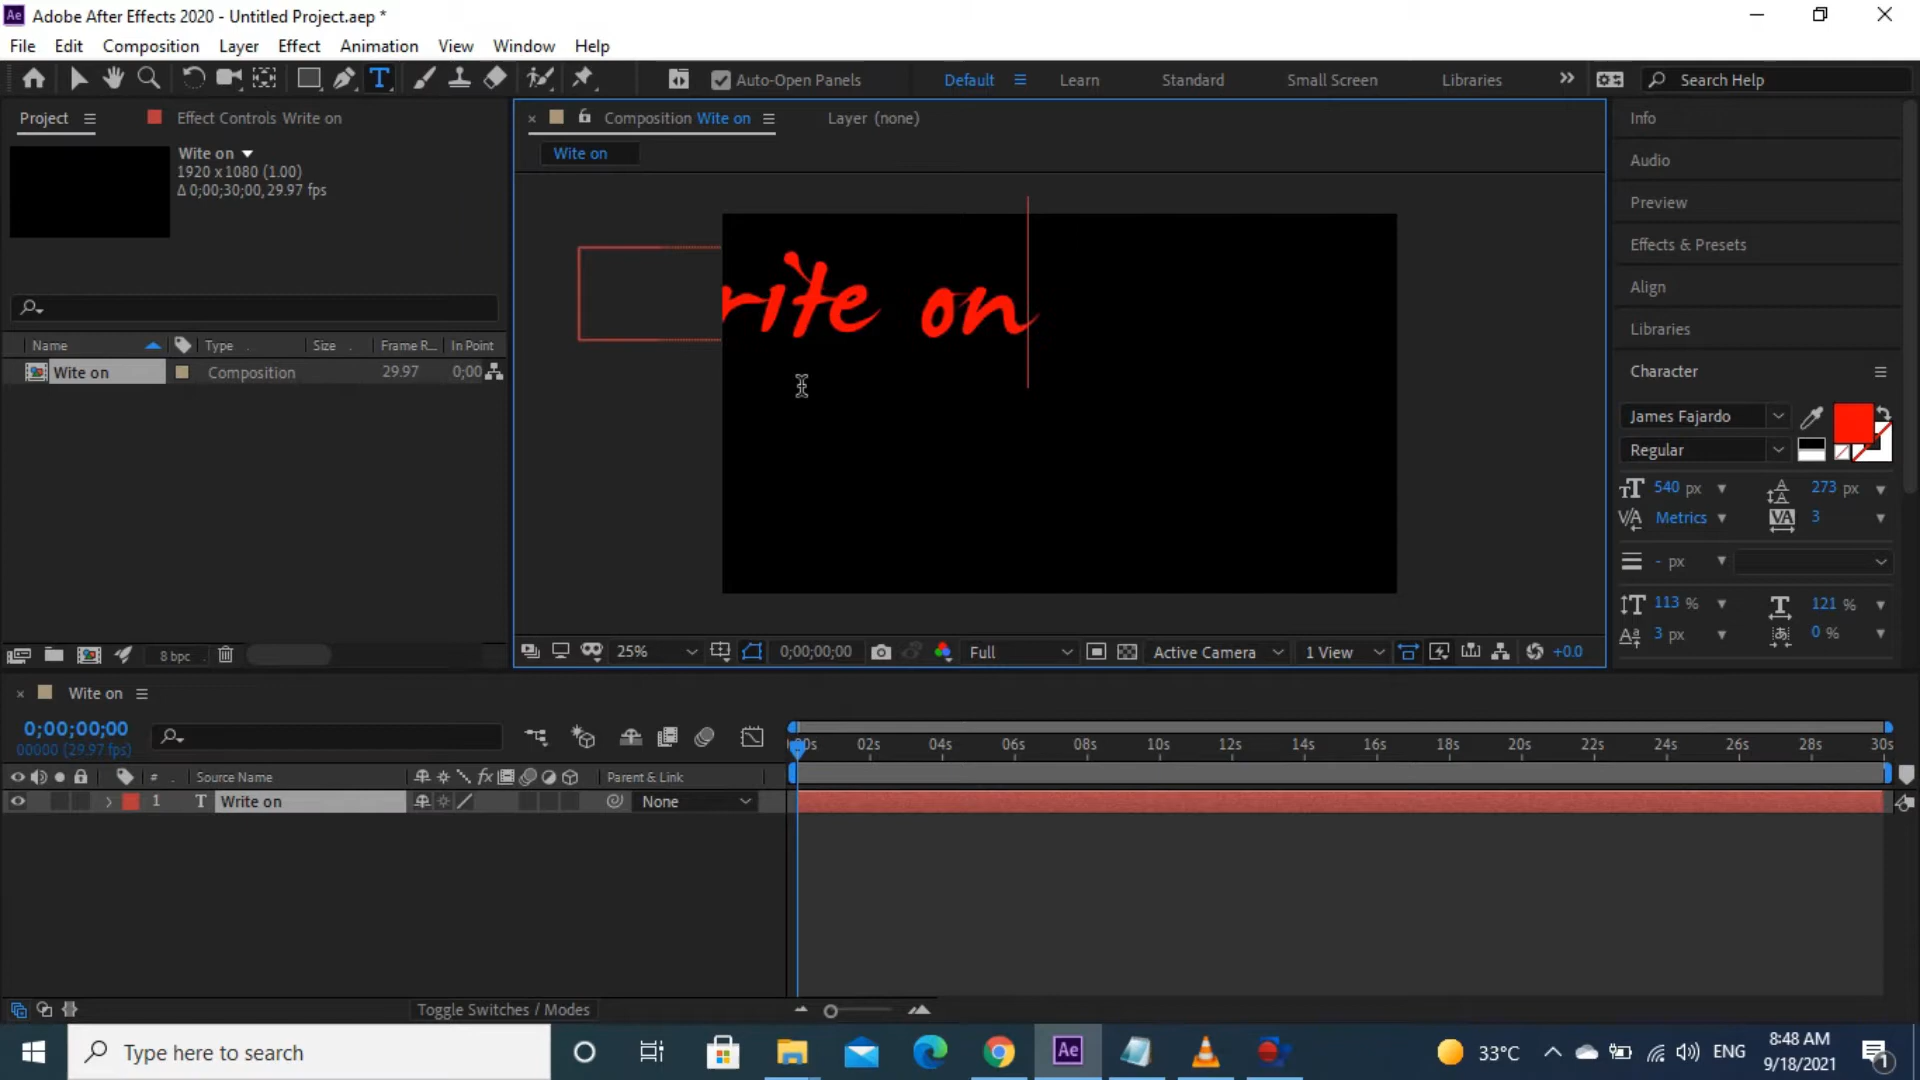 Adobe After Effects 2020 - Untitled Project.aep *
File Edit Composition Layer Effect Animation View Window Help
Auto-Open Panels Default Learn Standard Small Screen Libraries Search Help
Project Effect Controls Write on
Composition Wite on Layer (none)
Wite on
Wite on
1920 x 1080 (1.00)
Δ 0;00;30;00, 29.97 fps
Name Type Size Frame R... In Point
Wite on Composition 29.97 0;00
rite on
Info
Audio
Preview
Effects & Presets
Align
Libraries
Character
James Fajardo
Regular
540 px 273 px
Metrics 3
- px
113 % 121 %
3 px 0 %
8 bpc
25% 0;00;00;00 Full Active Camera 1 View +0.0
Wite on
0;00;00;00
00000 (29.97 fps)
00s 02s 04s 06s 08s 10s 12s 14s 16s 18s 20s 22s 24s 26s 28s 30s
# Source Name fx Parent & Link
1 T Write on None
Toggle Switches / Modes
Type here to search
Ae
33°C ENG
8:48 AM
9/18/2021
1